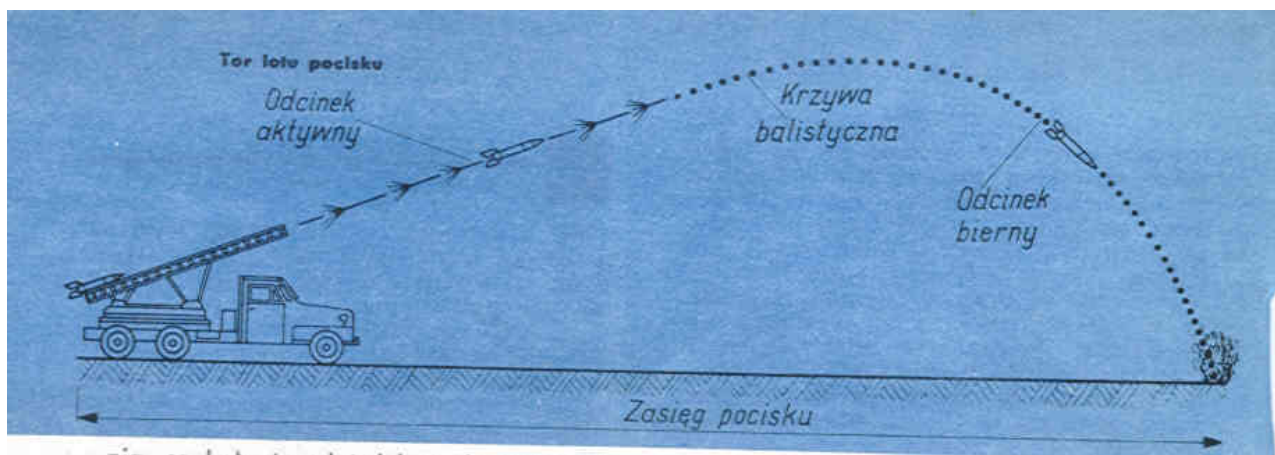 Tor lotu pocisku
Odcinek
aktywny
Krzywa
balistyczna
Odcinek
bierny
Zasięg pocisku